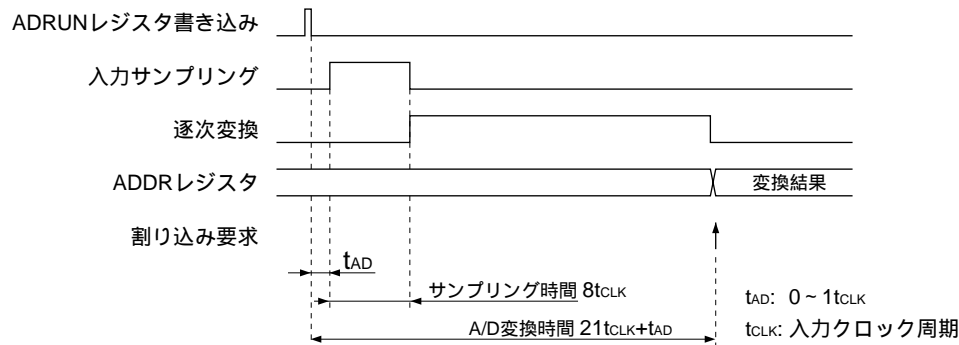 ADRUNレジスタ書き込み
入力サンプリング
逐次変換
ADDRレジスタ
変換結果
割り込み要求
tAD
サンプリング時間 8tCLK
tAD: 0 ~ 1tCLK
A/D変換時間 21tCLK+tAD
tCLK: 入力クロック周期